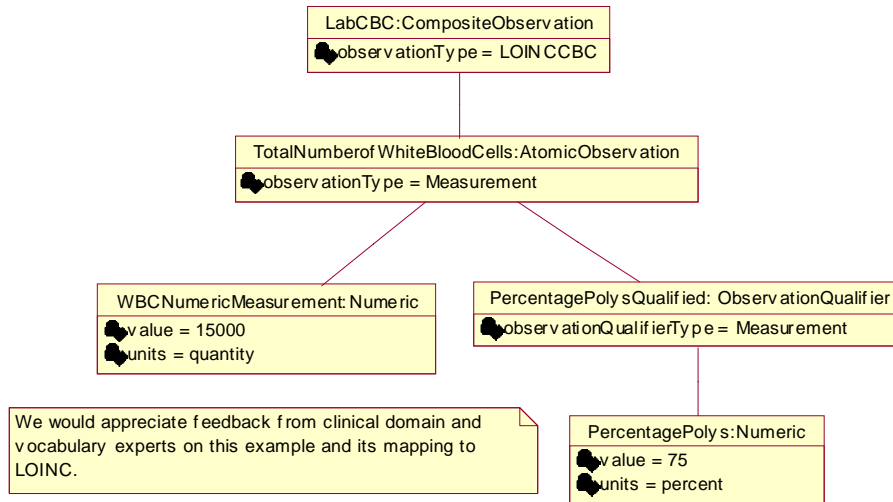 LabCBC:CompositeObservation
observationType = LOINCCBC
TotalNumberofWhiteBloodCells:AtomicObservation
observationType = Measurement
WBCNumericMeasurement:Numeric
value = 15000
units = quantity
PercentagePolysQualified: ObservationQualifier
observationQualifierType = Measurement
We would appreciate feedback from clinical domain and
vocabulary experts on this example and its mapping to
LOINC.
PercentagePolys:Numeric
value = 75
units = percent